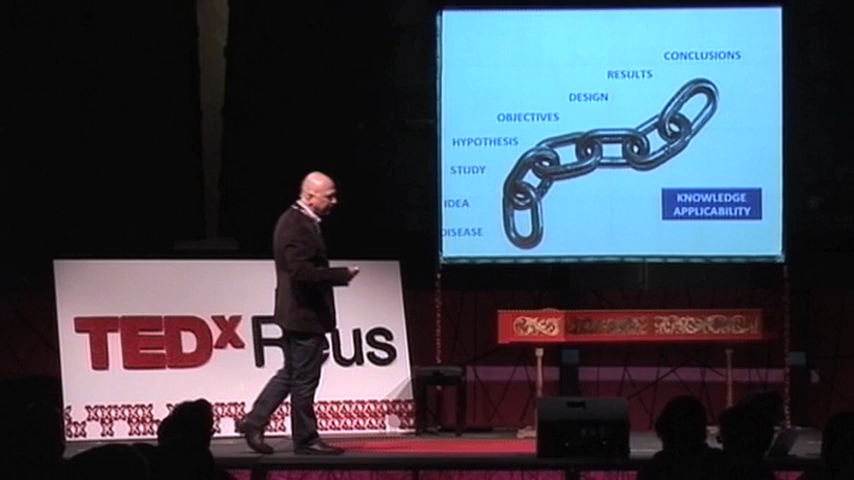 CONCLUSIONS
RESULTS
DESIGN
OBJECTIVES
HYPOTHESIS
STUDY
IDEA
DISEASE
KNOWLEDGE
APPLICABILITY
TEDx Reus